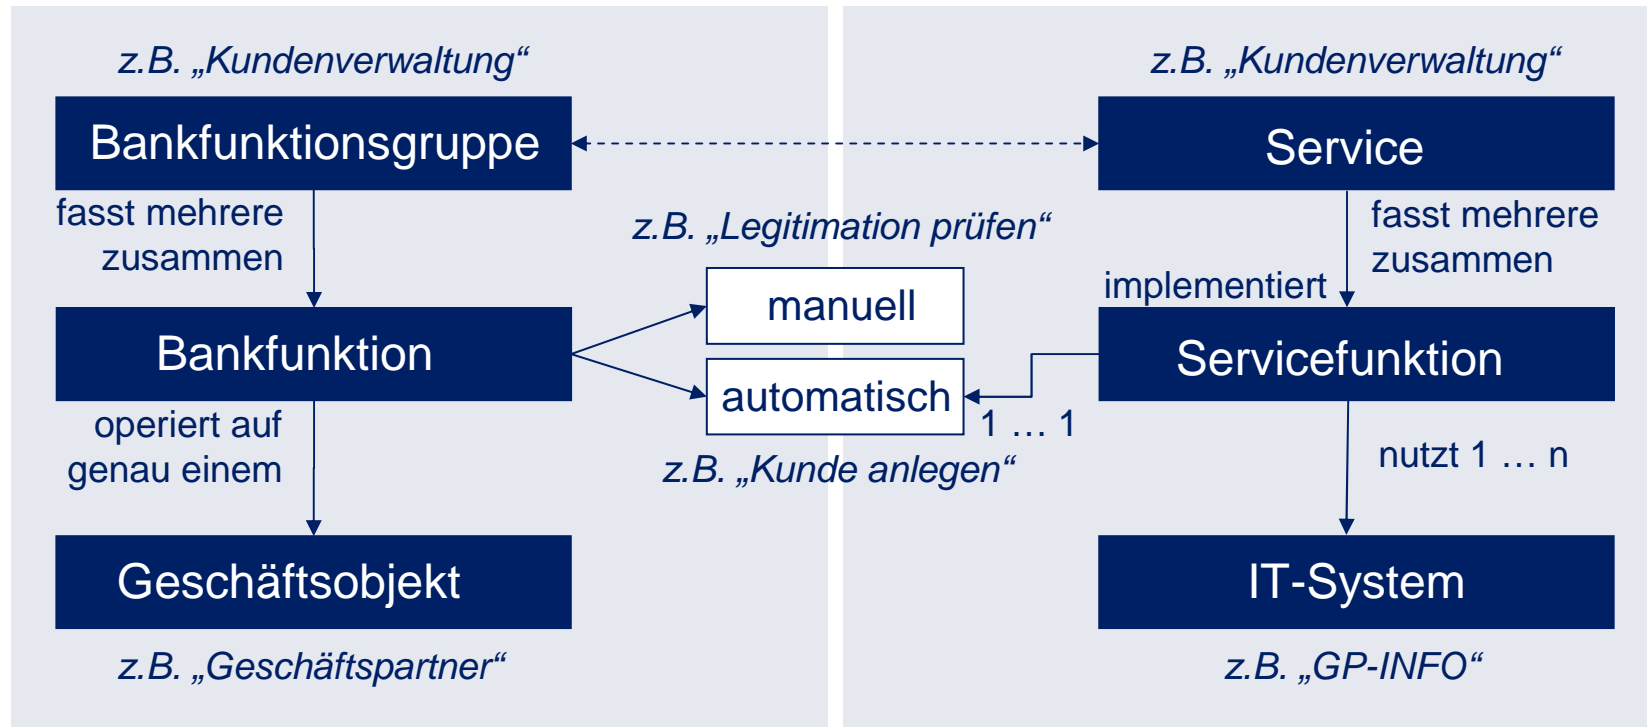 z.B. „Kundenverwaltung“
Bankfunktionsgruppe
fasst mehrere
zusammen
Bankfunktion
operiert auf
genau einem
Geschäftsobjekt
z.B. „Geschäftspartner“
z.B. „Legitimation prüfen“
manuell
automatisch
1 … 1
z.B. „Kunde anlegen“
z.B. „Kundenverwaltung“
Service
fasst mehrere
zusammen
implementiert
Servicefunktion
nutzt 1 … n
IT-System
z.B. „GP-INFO“